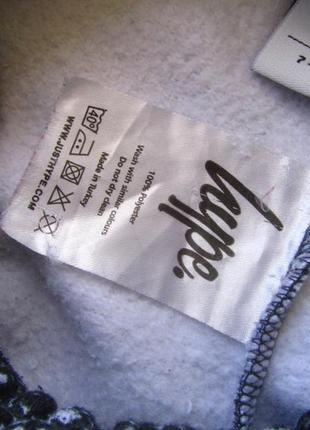 hype.
100% Polyester
Wash with similar colours
Do not dry clean
Made in Turkey
40°
WWW.JUSTHYPE.COM